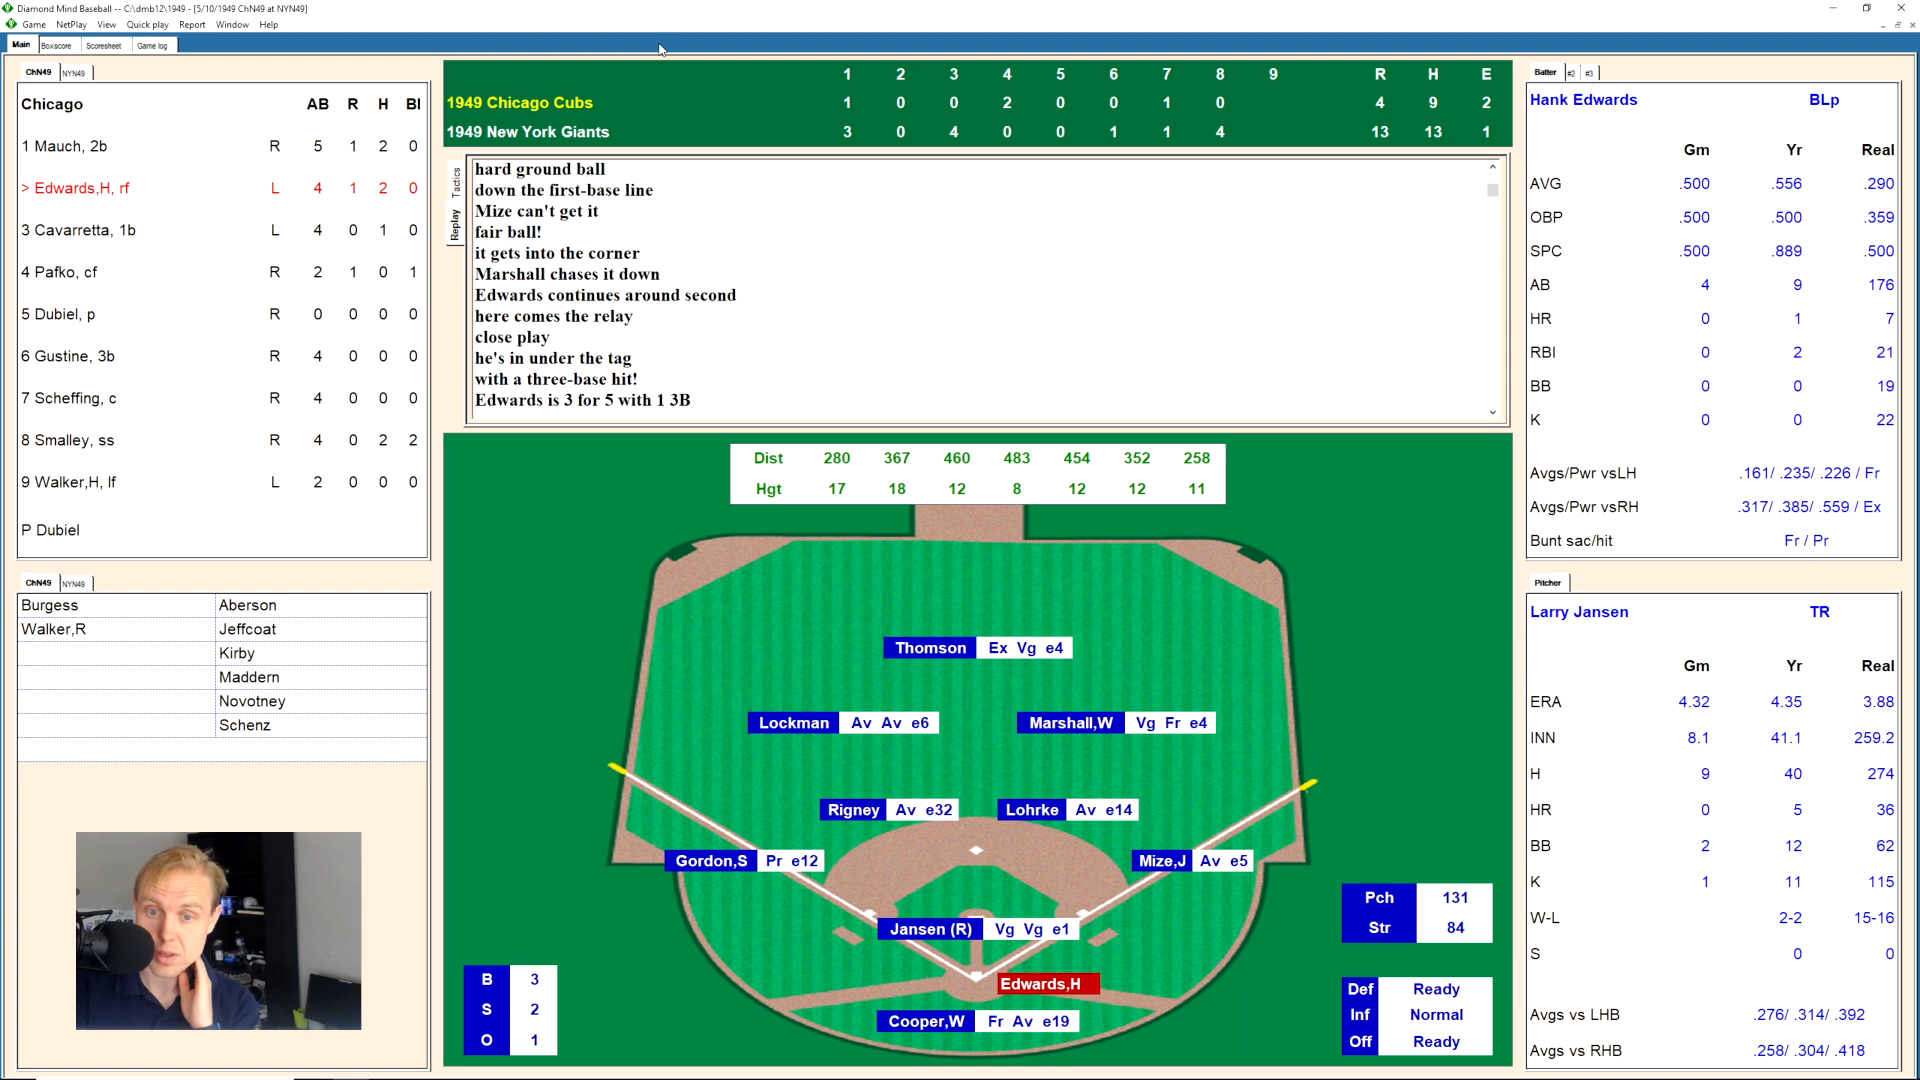 Diamond Mind Baseball -- C:\dmb12\1949 - [5/10/1949 ChN49 at NYN49]
Game NetPlay View Quick play Report Window Help
Main Boxscore Scoresheet Game log
ChN49 NYN49
Chicago AB R H BI
1 Mauch, 2b R 5 1 2 0
> Edwards,H, rf L 4 1 2 0
3 Cavarretta, 1b L 4 0 1 0
4 Pafko, cf R 2 1 0 1
5 Dubiel, p R 0 0 0 0
6 Gustine, 3b R 4 0 0 0
7 Scheffing, c R 4 0 0 0
8 Smalley, ss R 4 0 2 2
9 Walker,H, lf L 2 0 0 0
P Dubiel
ChN49 NYN49
Burgess Aberson
Walker,R Jeffcoat
Kirby
Maddern
Novotney
Schenz
1 2 3 4 5 6 7 8 9 R H E
1949 Chicago Cubs 1 0 0 2 0 0 1 0 4 9 2
1949 New York Giants 3 0 4 0 0 1 1 4 13 13 1
Tactics
Replay
hard ground ball
down the first-base line
Mize can't get it
fair ball!
it gets into the corner
Marshall chases it down
Edwards continues around second
here comes the relay
close play
he's in under the tag
with a three-base hit!
Edwards is 3 for 5 with 1 3B
Dist 280 367 460 483 454 352 258
Hgt 17 18 12 8 12 12 11
Thomson Ex Vg e4
Lockman Av Av e6
Marshall,W Vg Fr e4
Rigney Av e32
Lohrke Av e14
Gordon,S Pr e12
Mize,J Av e5
Jansen (R) Vg Vg e1
Edwards,H
Cooper,W Fr Av e19
B 3
S 2
O 1
Pch 131
Str 84
Def Ready
Inf Normal
Off Ready
Batter #2 #3
Hank Edwards BLp
Gm Yr Real
AVG .500 .556 .290
OBP .500 .500 .359
SPC .500 .889 .500
AB 4 9 176
HR 0 1 7
RBI 0 2 21
BB 0 0 19
K 0 0 22
Avgs/Pwr vsLH .161/ .235/ .226 / Fr
Avgs/Pwr vsRH .317/ .385/ .559 / Ex
Bunt sac/hit Fr / Pr
Pitcher
Larry Jansen TR
Gm Yr Real
ERA 4.32 4.35 3.88
INN 8.1 41.1 259.2
H 9 40 274
HR 0 5 36
BB 2 12 62
K 1 11 115
W-L 2-2 15-16
S 0 0
Avgs vs LHB .276/ .314/ .392
Avgs vs RHB .258/ .304/ .418